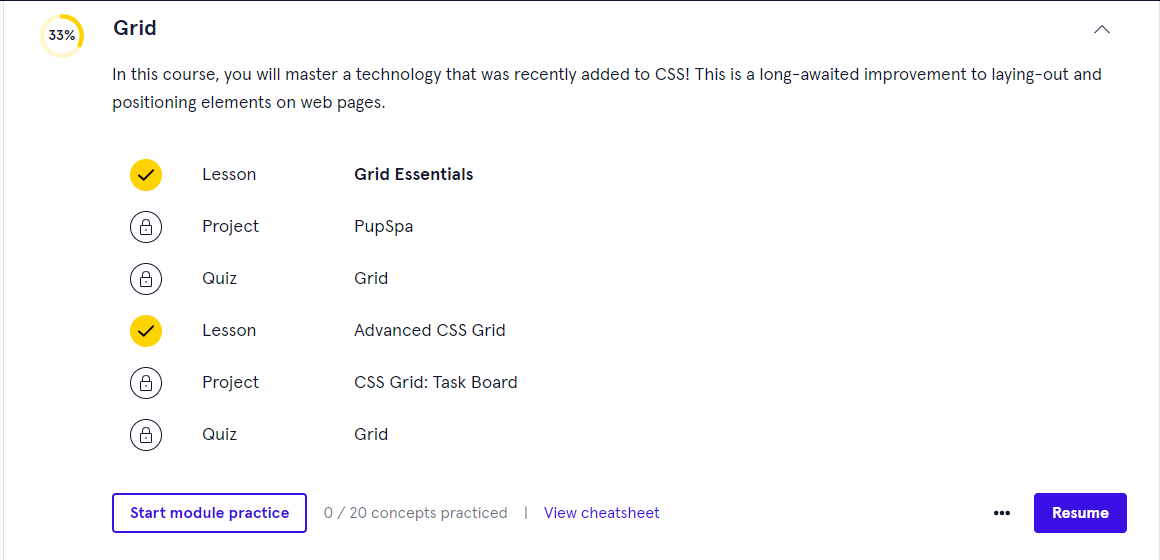 33%
Grid
In this course, you will master a technology that was recently added to CSS! This is a long-awaited improvement to laying-out and
positioning elements on web pages.
Lesson Grid Essentials
Project PupSpa
Quiz Grid
Lesson Advanced CSS Grid
Project CSS Grid: Task Board
Quiz Grid
Start module practice 0 / 20 concepts practiced | View cheatsheet ••• Resume